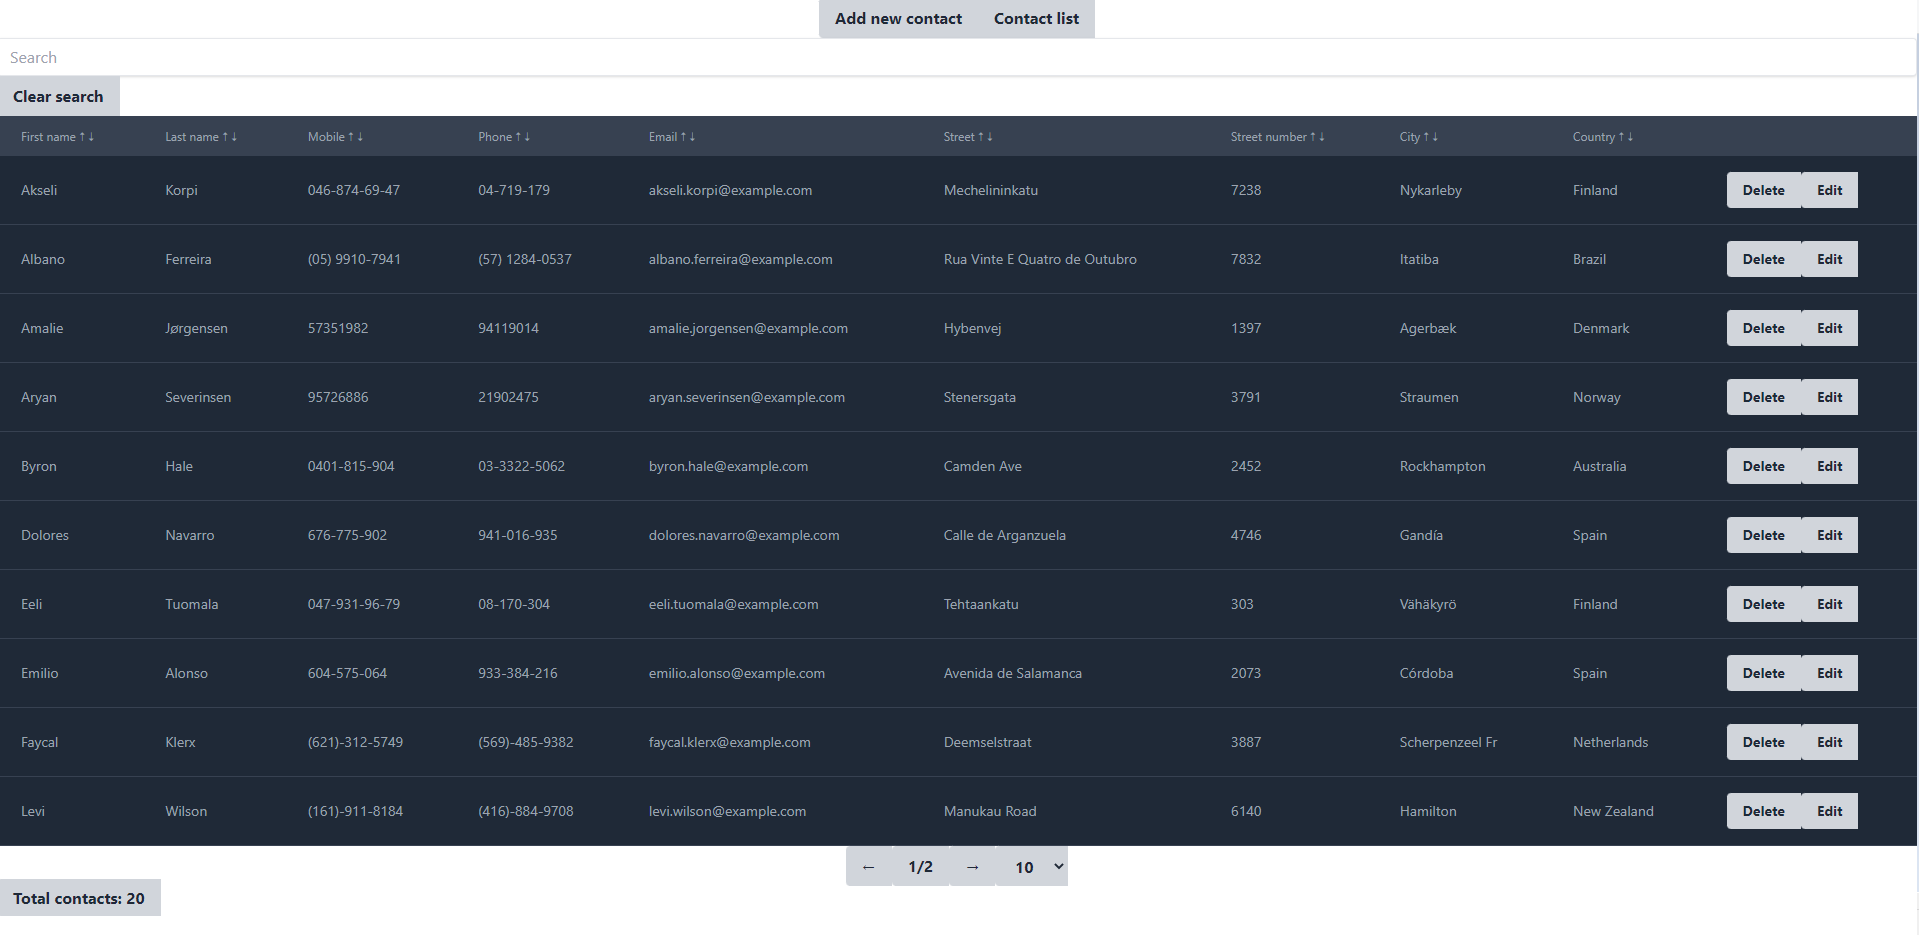 Add new contact Contact list
Search
Clear search
First name ↑↓ Last name ↑↓ Mobile ↑↓ Phone ↑↓ Email ↑↓ Street ↑↓ Street number ↑↓ City ↑↓ Country ↑↓
Akseli Korpi 046-874-69-47 04-719-179 akseli.korpi@example.com Mechelininkatu 7238 Nykarleby Finland Delete Edit
Albano Ferreira (05) 9910-7941 (57) 1284-0537 albano.ferreira@example.com Rua Vinte E Quatro de Outubro 7832 Itatiba Brazil Delete Edit
Amalie Jørgensen 57351982 94119014 amalie.jorgensen@example.com Hybenvej 1397 Agerbæk Denmark Delete Edit
Aryan Severinsen 95726886 21902475 aryan.severinsen@example.com Stenersgata 3791 Straumen Norway Delete Edit
Byron Hale 0401-815-904 03-3322-5062 byron.hale@example.com Camden Ave 2452 Rockhampton Australia Delete Edit
Dolores Navarro 676-775-902 941-016-935 dolores.navarro@example.com Calle de Arganzuela 4746 Gandía Spain Delete Edit
Eeli Tuomala 047-931-96-79 08-170-304 eeli.tuomala@example.com Tehtaankatu 303 Vähäkyrö Finland Delete Edit
Emilio Alonso 604-575-064 933-384-216 emilio.alonso@example.com Avenida de Salamanca 2073 Córdoba Spain Delete Edit
Faycal Klerx (621)-312-5749 (569)-485-9382 faycal.klerx@example.com Deemselstraat 3887 Scherpenzeel Fr Netherlands Delete Edit
Levi Wilson (161)-911-8184 (416)-884-9708 levi.wilson@example.com Manukau Road 6140 Hamilton New Zealand Delete Edit
← 1/2 → 10
Total contacts: 20